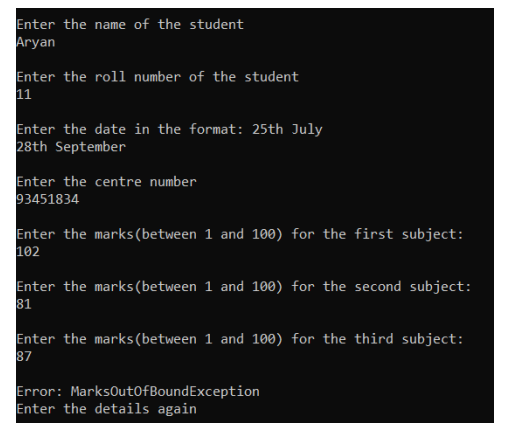 Enter the name of the student
Aryan
Enter the roll number of the student
11
Enter the date in the format: 25th July
28th September
Enter the centre number
93451834
Enter the marks(between 1 and 100) for the first subject:
102
Enter the marks(between 1 and 100) for the second subject:
81
Enter the marks(between 1 and 100) for the third subject:
87
Error: MarksOutOfBoundException
Enter the details again